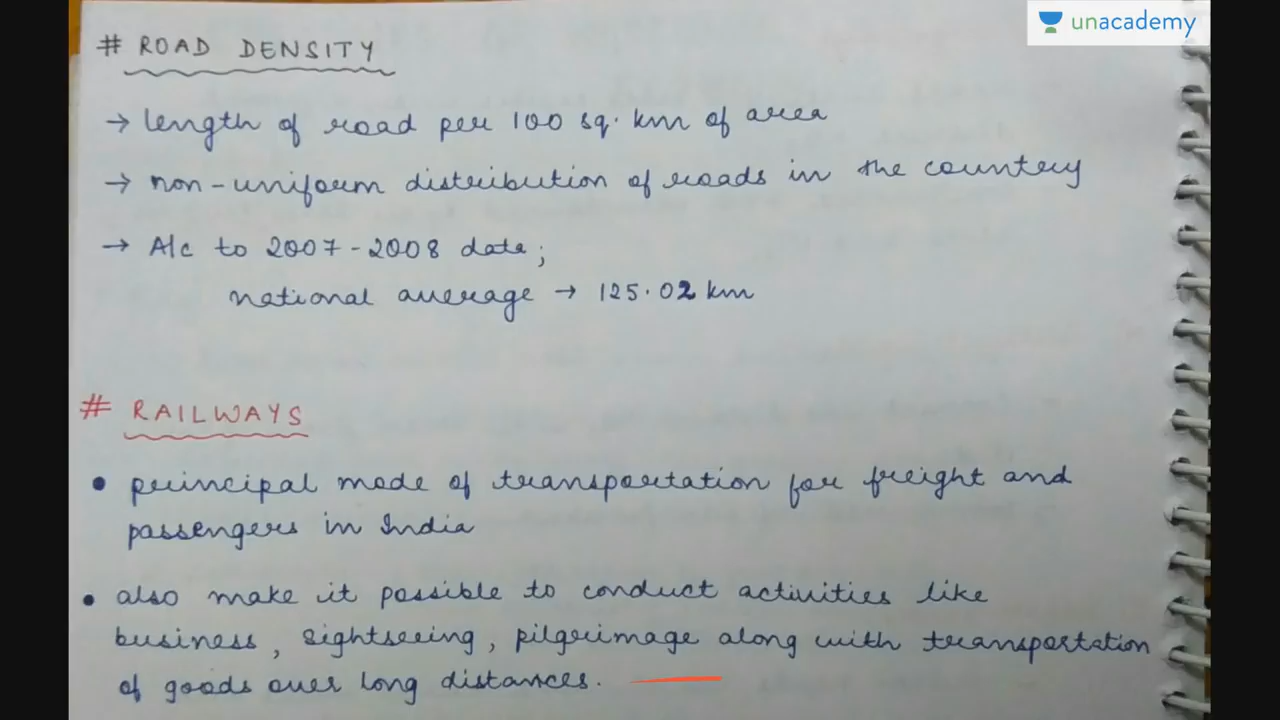 unacademy
# ROAD DENSITY
→ length of road per 100 sq. km of area
→ non-uniform distribution of roads in the country
→ A/c to 2007-2008 data;
national average → 125.02 km
# RAILWAYS
• principal mode of transportation for freight and
passengers in India
• also make it possible to conduct activities like
business, sightseeing, pilgrimage along with transportation
of goods over long distances.